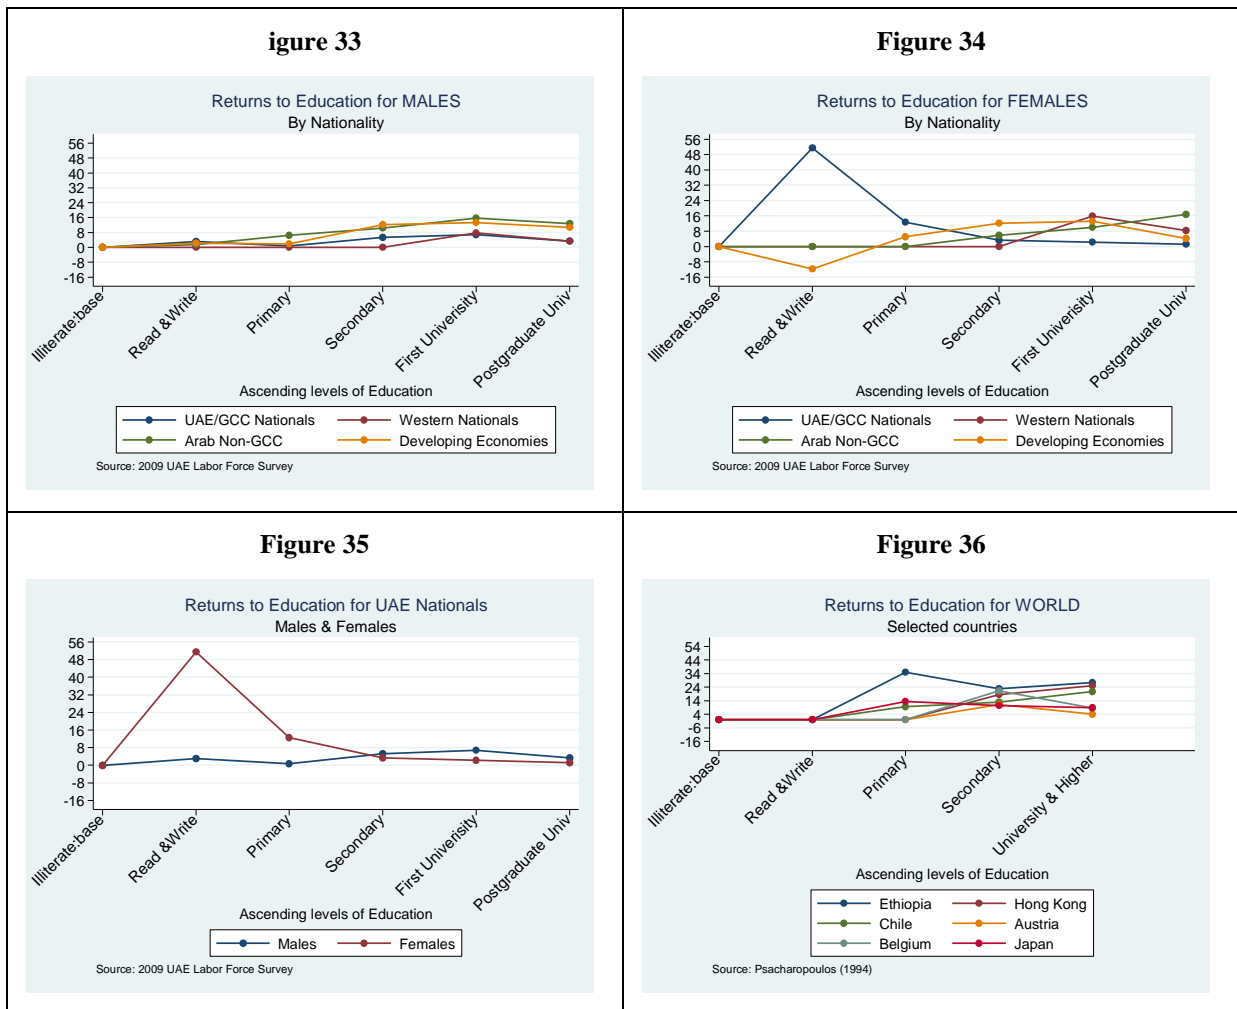 igure 33
Returns to Education for MALES
By Nationality
56
48
40
32
24
16
8
0
-8
-16
Illiterate:base
Read &Write
Primary
Secondary
First Univerisity
Postgraduate Univ
Ascending levels of Education
UAE/GCC Nationals Western Nationals
Arab Non-GCC Developing Economies
Source: 2009 UAE Labor Force Survey
Figure 34
Returns to Education for FEMALES
By Nationality
56
48
40
32
24
16
8
0
-8
-16
Illiterate:base
Read &Write
Primary
Secondary
First Univerisity
Postgraduate Univ
Ascending levels of Education
UAE/GCC Nationals Western Nationals
Arab Non-GCC Developing Economies
Source: 2009 UAE Labor Force Survey
Figure 35
Returns to Education for UAE Nationals
Males & Females
56
48
40
32
24
16
8
0
-8
-16
Illiterate:base
Read &Write
Primary
Secondary
First Univerisity
Postgraduate Univ
Ascending levels of Education
Males Females
Source: 2009 UAE Labor Force Survey
Figure 36
Returns to Education for WORLD
Selected countries
54
44
34
24
14
4
-6
-16
Illiterate:base
Read &Write
Primary
Secondary
University & Higher
Ascending levels of Education
Ethiopia Hong Kong
Chile Austria
Belgium Japan
Source: Psacharopoulos (1994)